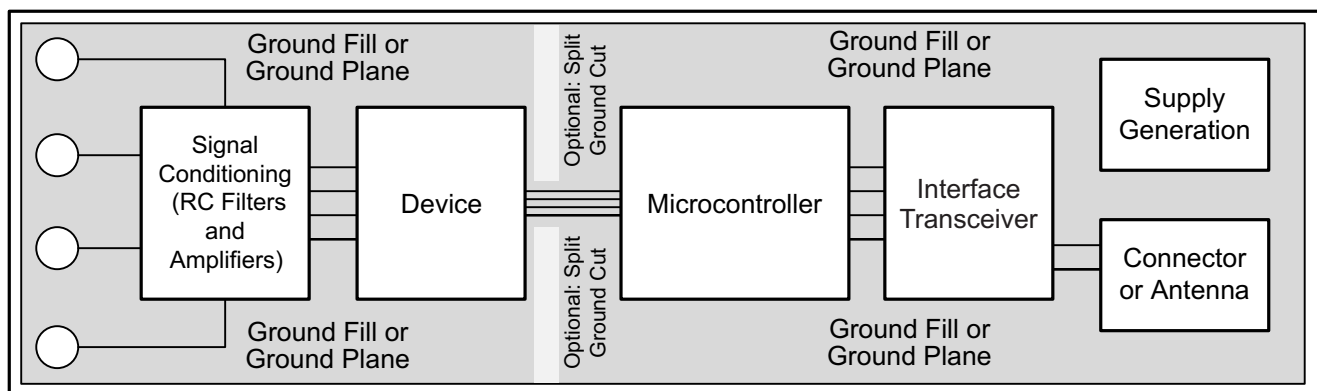 Ground Fill or
Ground Plane
Optional: Split
Ground Cut
Ground Fill or
Ground Plane
Supply
Generation
Signal
Conditioning
(RC Filters
and
Amplifiers)
Device
Microcontroller
Interface
Transceiver
Connector
or Antenna
Ground Fill or
Ground Plane
Optional: Split
Ground Cut
Ground Fill or
Ground Plane